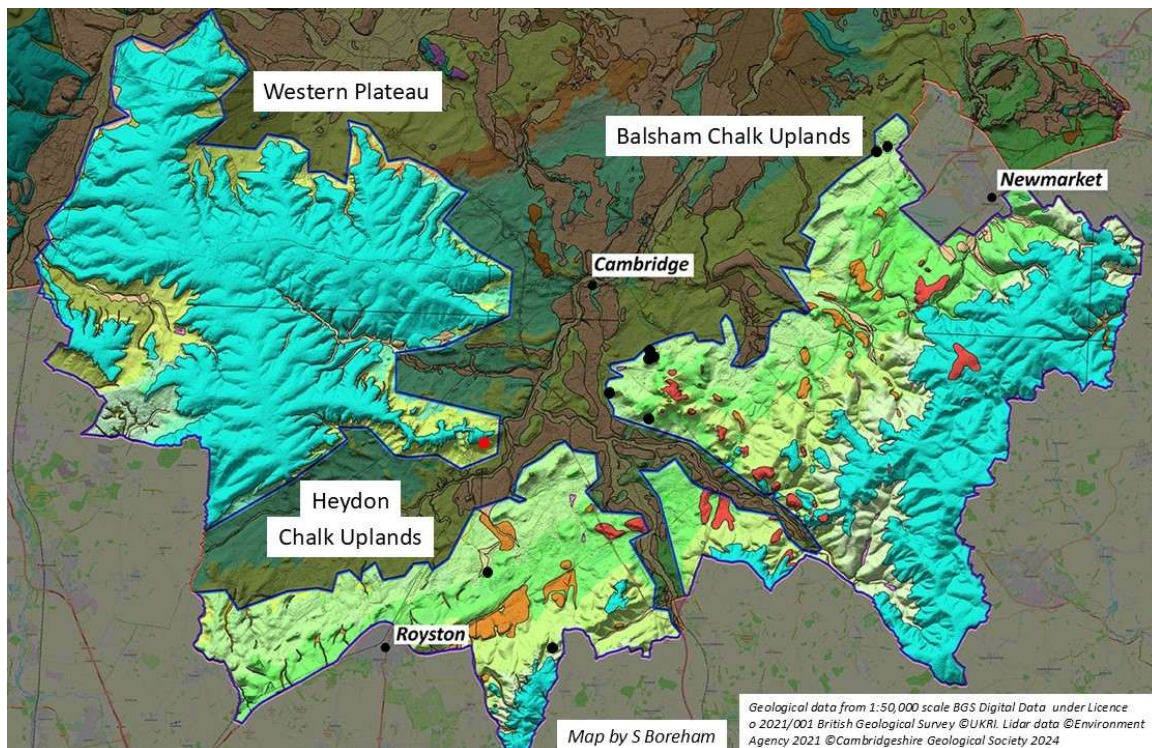 Western Plateau
Balsham Chalk Uplands
Newmarket
Cambridge
Heydon
Chalk Uplands
Royston
Map by S Boreham
Geological data from 1:50,000 scale BGS Digital Data under Licence
o 2021/001 British Geological Survey ©UKRI. Lidar data ©Environment
Agency 2021 ©Cambridgeshire Geological Society 2024